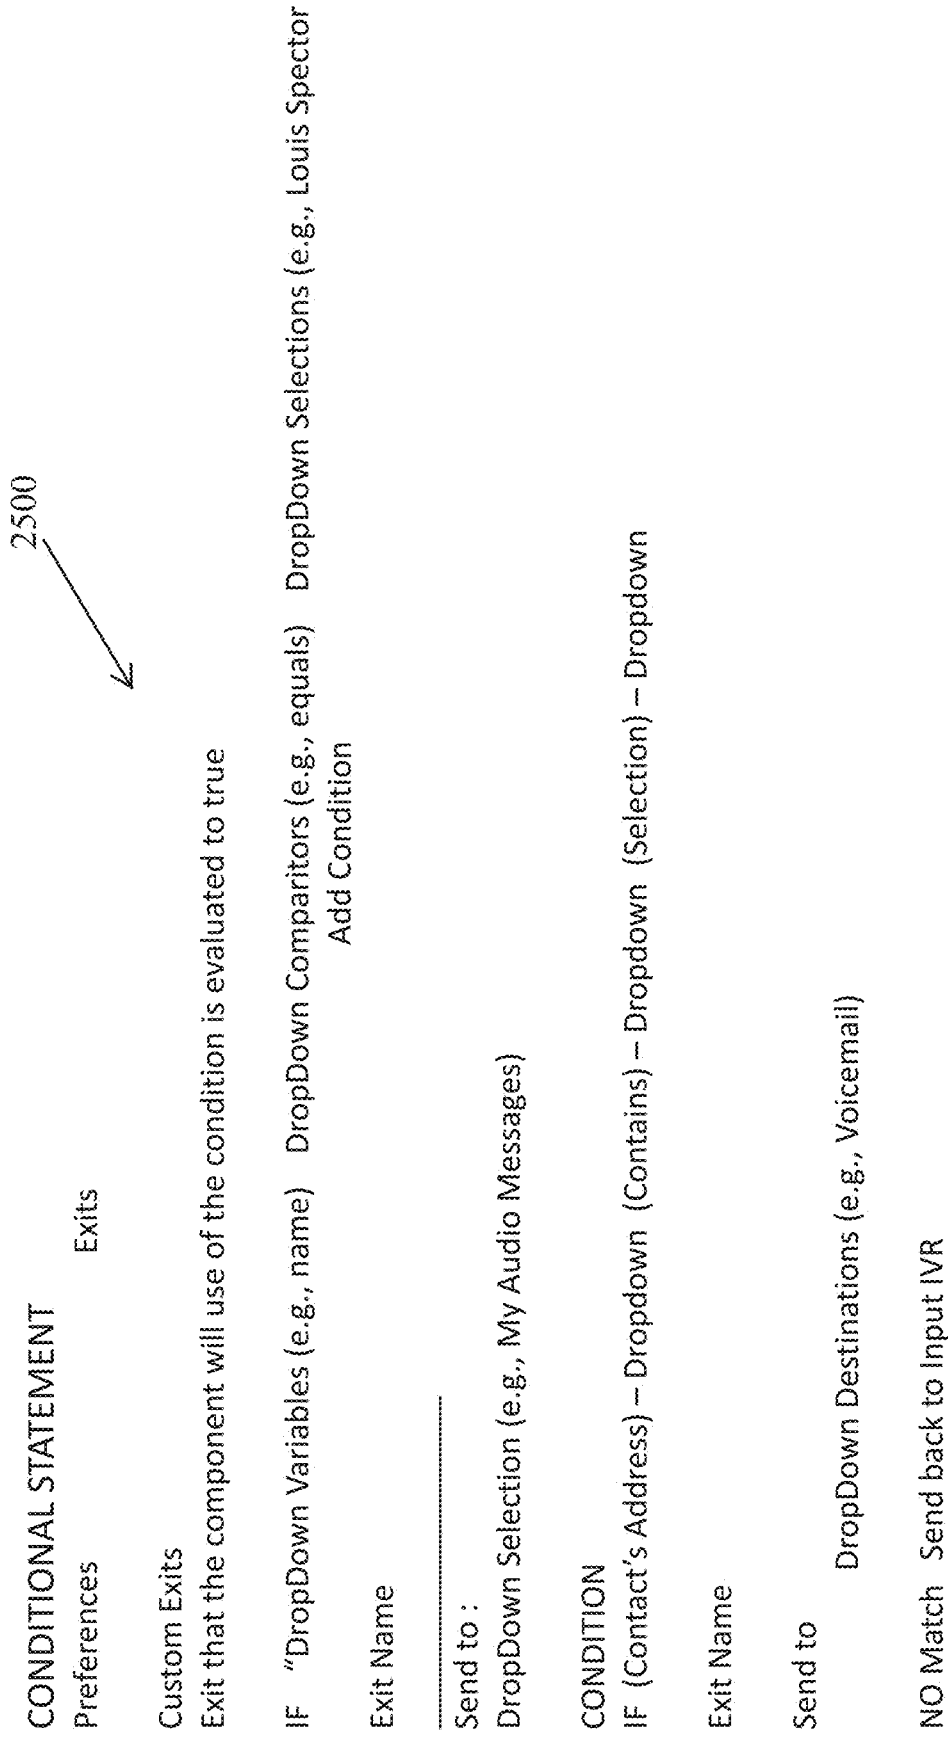 2500
CONDITIONAL STATEMENT
Preferences Exits
Custom Exits
Exit that the component will use of the condition is evaluated to true
IF “DropDown Variables (e.g., name) DropDown Comparitors (e.g., equals) DropDown Selections (e.g., Louis Spector
Add Condition
Exit Name
Send to :
DropDown Selection (e.g., My Audio Messages)
CONDITION
IF (Contact’s Address) – Dropdown (Contains) – Dropdown (Selection) – Dropdown
Exit Name
Send to
DropDown Destinations (e.g., Voicemail)
NO Match Send back to Input IVR